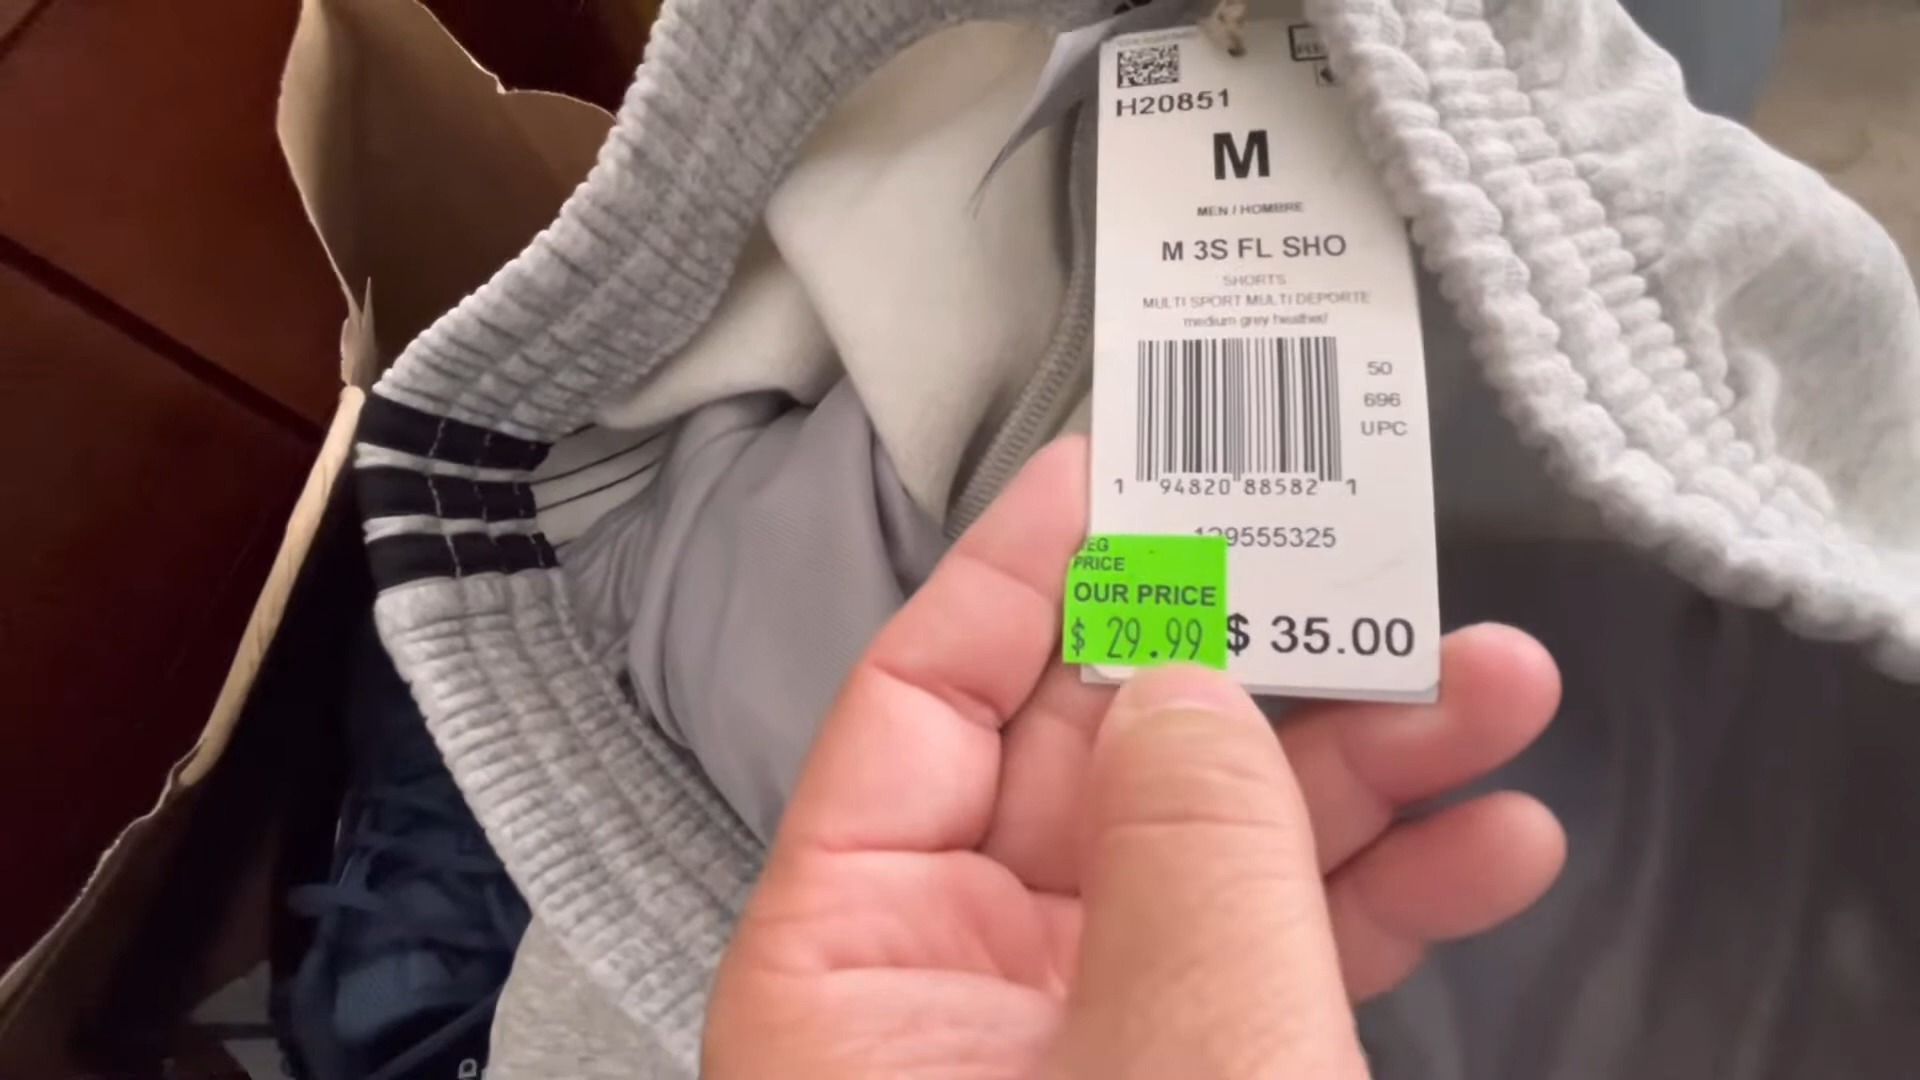 H20851
M
MEN / HOMBRE
M 3S FL SHO
SHORTS
MULTI SPORT MULTI DEPORTE
medium grey heather/
50
696
UPC
1 94820 88582 1
129555325
REG
PRICE
OUR PRICE
$ 29.99
$ 35.00